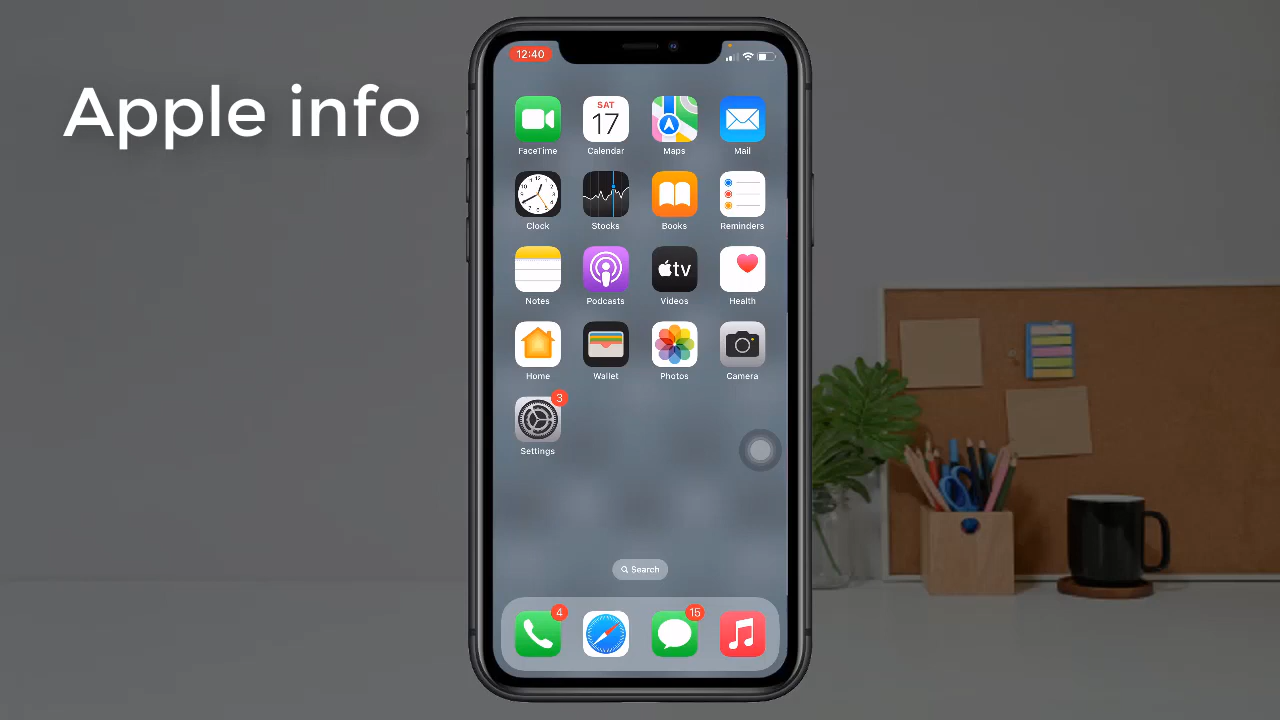 Apple info
12:40
SAT
17
FaceTime
Calendar
Maps
Mail
tv
Clock
Stocks
Books
Reminders
Notes
Podcasts
Videos
Health
Home
Wallet
Photos
Camera
3
Settings
Search
4
15